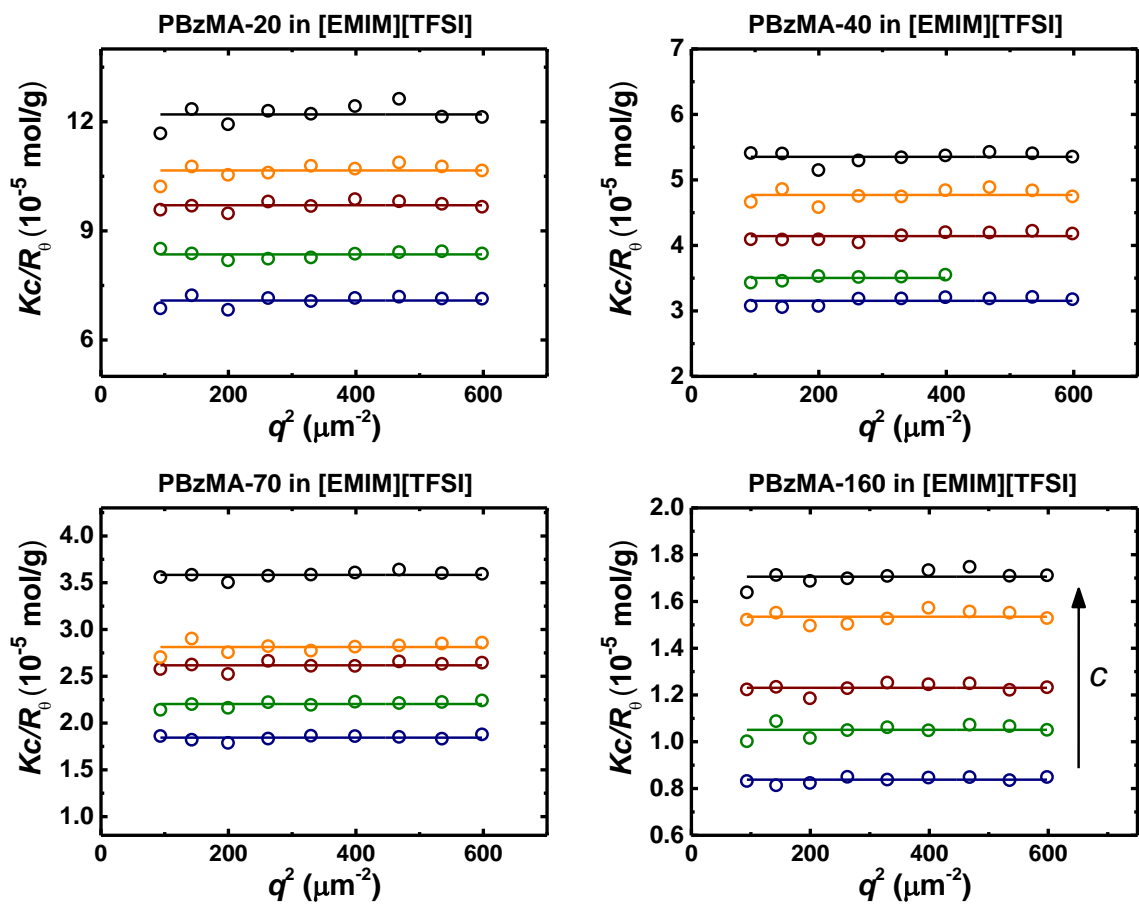 PBzMA-20 in [EMIM][TFSI]
Kc/Rθ (10-5 mol/g)
12
9
6
0 200 400 600
q2 (μm-2)
PBzMA-40 in [EMIM][TFSI]
Kc/Rθ (10-5 mol/g)
7
6
5
4
3
2
0 200 400 600
q2 (μm-2)
PBzMA-70 in [EMIM][TFSI]
Kc/Rθ (10-5 mol/g)
4.0
3.5
3.0
2.5
2.0
1.5
1.0
0 200 400 600
q2 (μm-2)
PBzMA-160 in [EMIM][TFSI]
Kc/Rθ (10-5 mol/g)
2.0
1.8
1.6
1.4
1.2
1.0
0.8
0.6
C
0 200 400 600
q2 (μm-2)